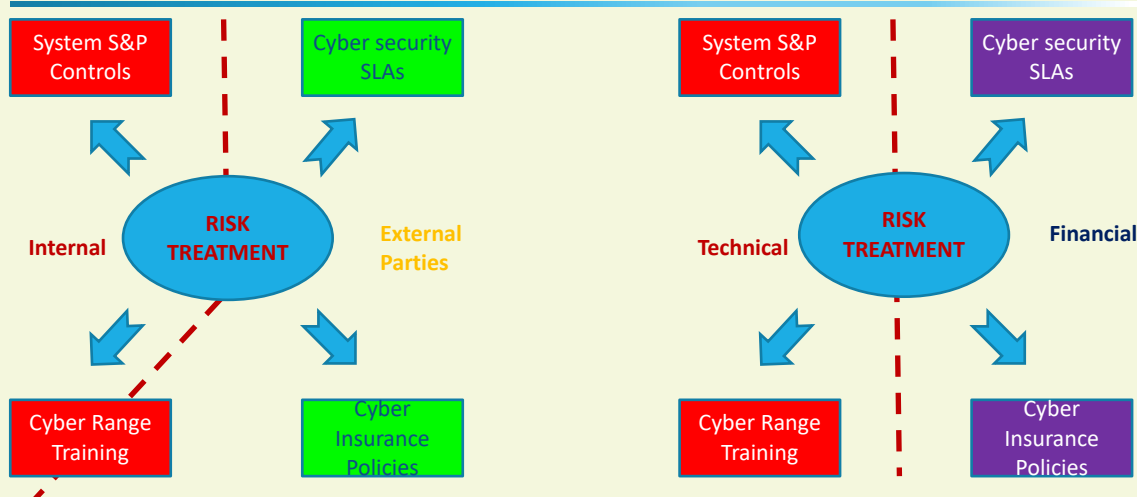 System S&P
Controls
Cyber security
SLAs
Internal
RISK
TREATMENT
External
Parties
Cyber Range
Training
Cyber
Insurance
Policies
System S&P
Controls
Cyber security
SLAs
Technical
RISK
TREATMENT
Financial
Cyber Range
Training
Cyber
Insurance
Policies